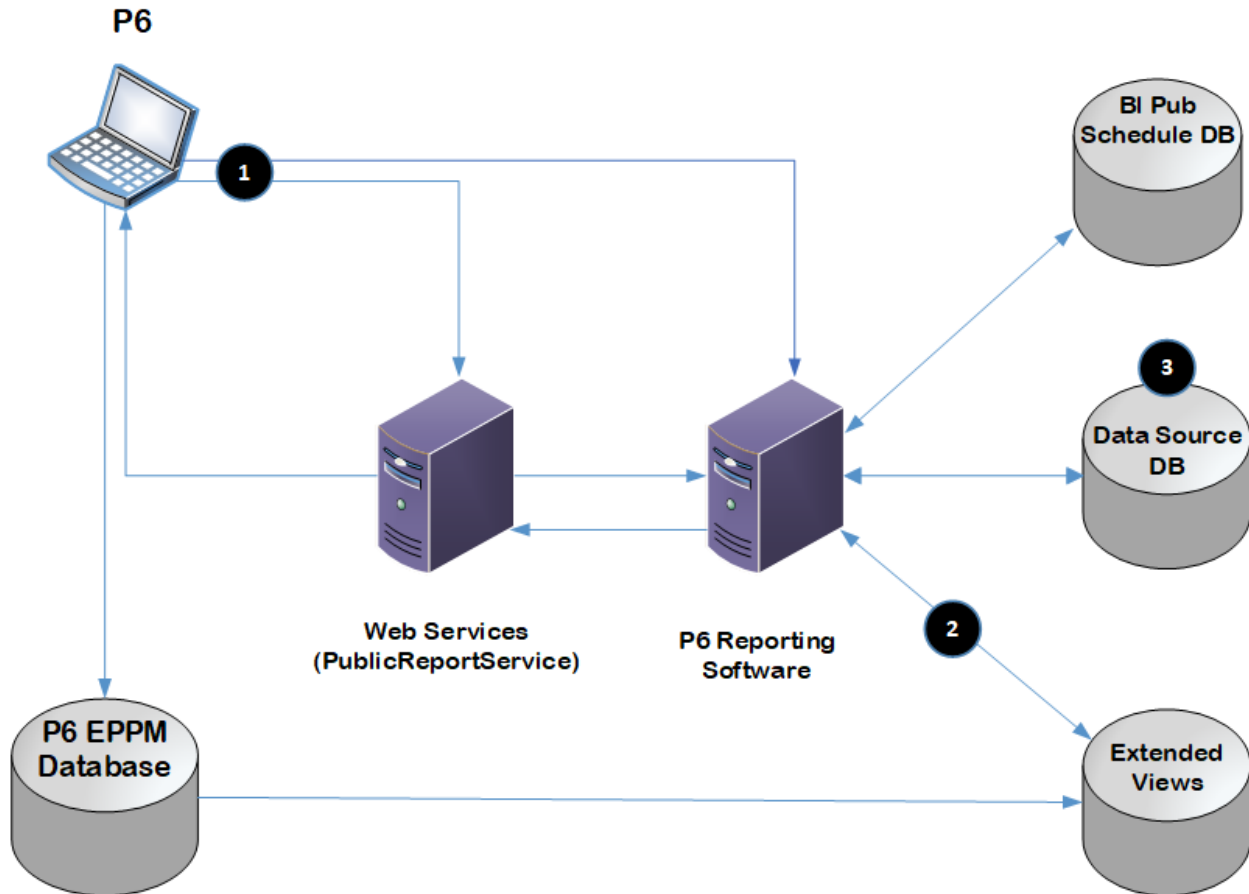 P6
1
BI Pub
Schedule DB
3
Data Source
DB
2
Web Services
(PublicReportService)
P6 Reporting
Software
P6 EPPM
Database
Extended
Views